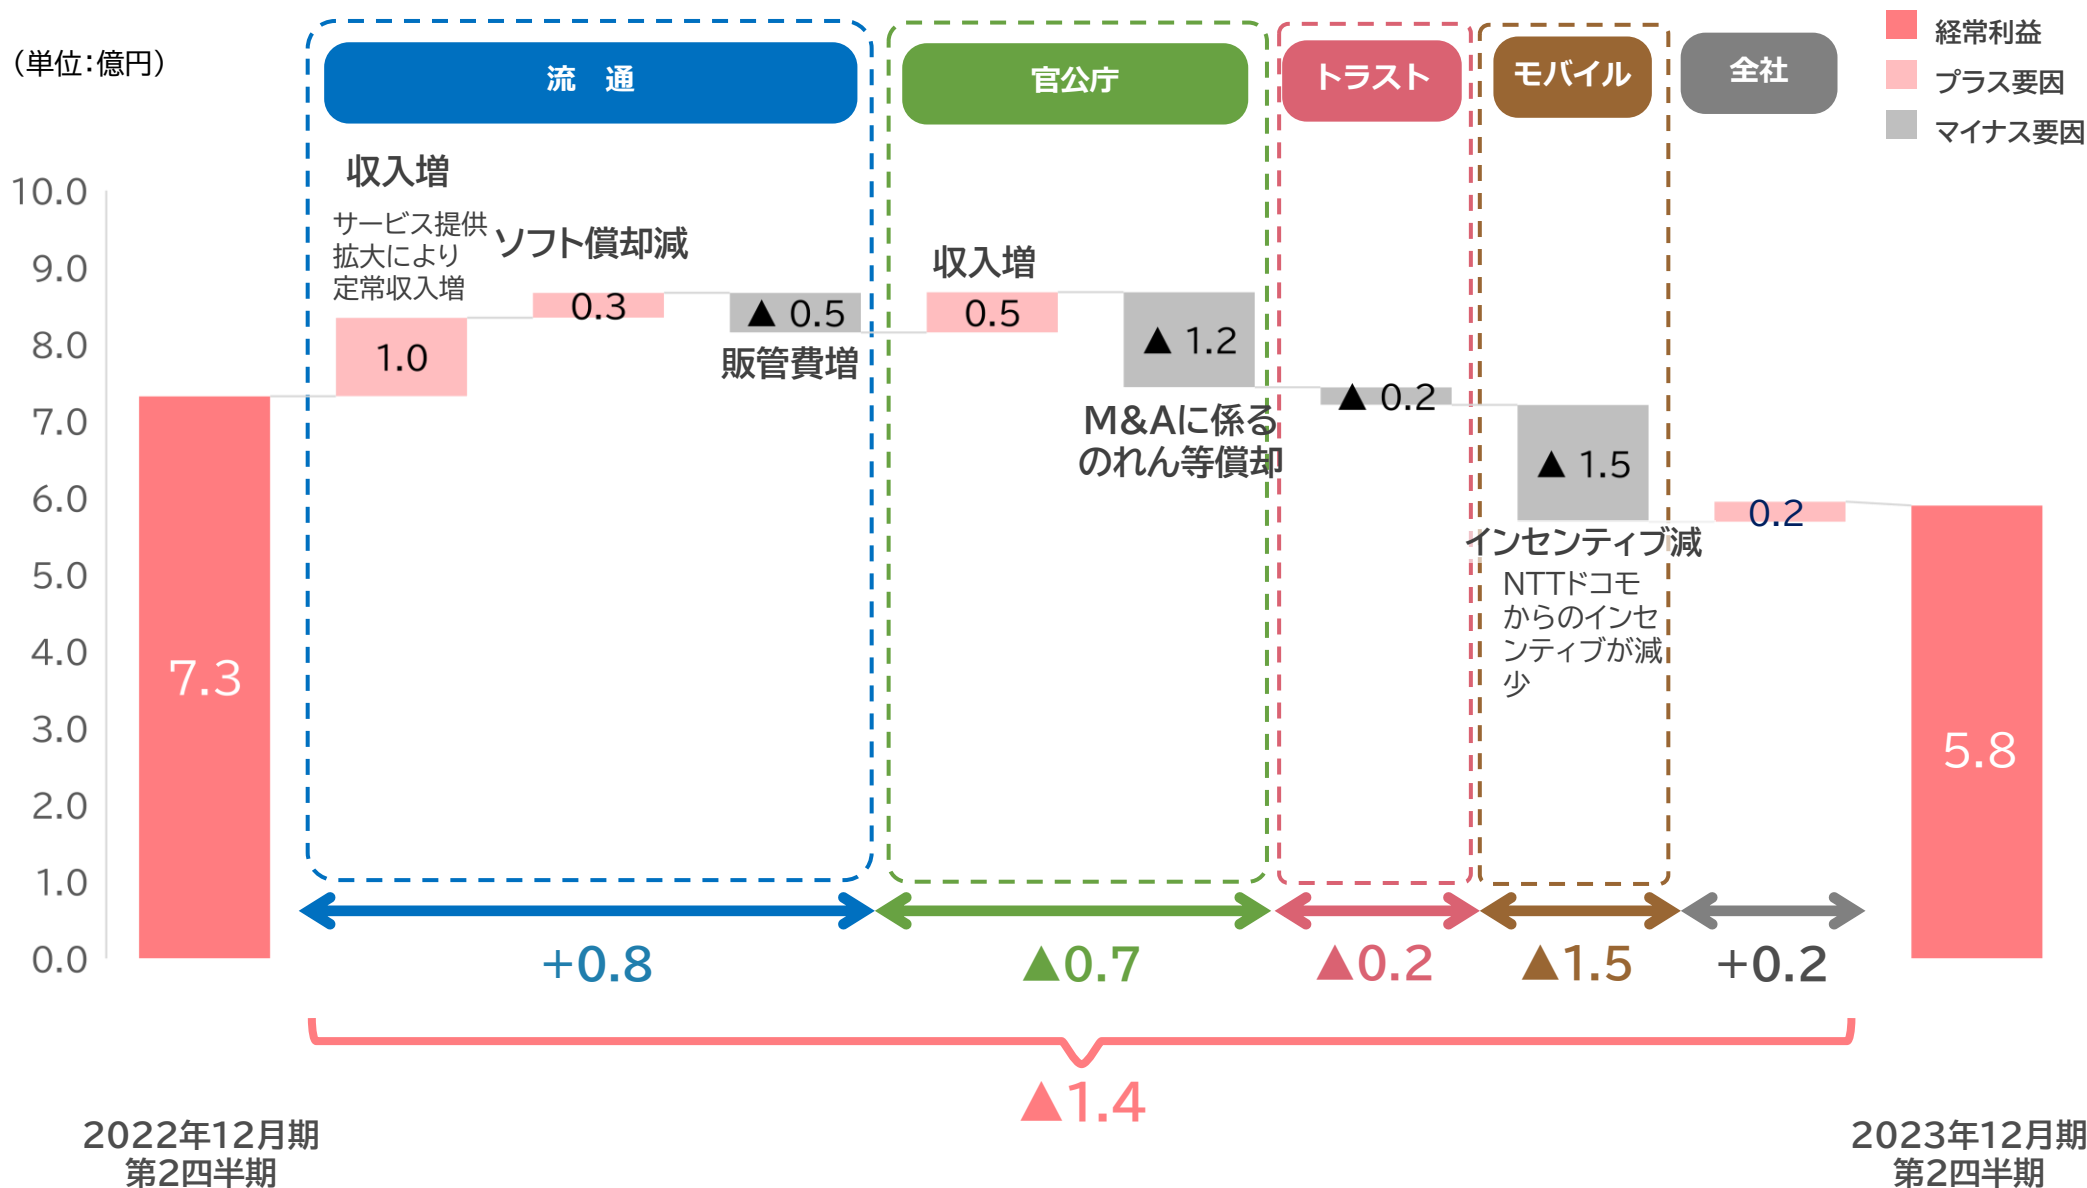 （単位：億円）
流　通
官公庁
トラスト
モバイル
全社
経常利益
プラス要因
マイナス要因
10.0
9.0
8.0
7.0
6.0
5.0
4.0
3.0
2.0
1.0
0.0
7.3
収入増
サービス提供
拡大により
定常収入増
1.0
ソフト償却減
0.3
▲ 0.5
販管費増
収入増
0.5
▲ 1.2
M&Aに係る
のれん等償却
▲ 0.2
▲ 1.5
インセンティブ減
NTTドコモ
からのインセ
ンティブが減
少
0.2
5.8
+0.8
▲0.7
▲0.2
▲1.5
+0.2
▲1.4
2022年12月期
第2四半期
2023年12月期
第2四半期